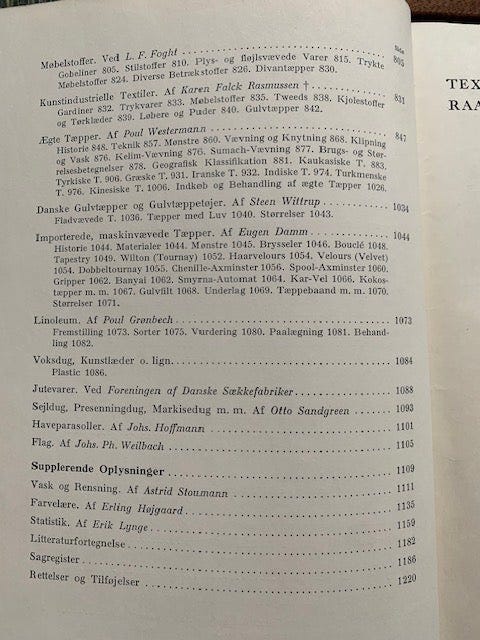 Side
Møbelstoffer. Ved L. F. Foght 805
Gobeliner 805. Stilstoffer 810. Plys- og fløjlsvævede Varer 815. Trykte
Møbelstoffer 824. Diverse Betrækstoffer 826. Divantæpper 830.
Kunstindustrielle Textiler. Af Karen Falck Rasmussen † 831
Gardiner 832. Trykvarer 833. Møbelstoffer 835. Tweeds 838. Kjolestoffer
og Tørklæder 839. Løbere og Puder 840. Gulvtæpper 842.
Ægte Tæpper. Af Poul Westermann 847
Historie 848. Teknik 857. Mønstre 860. Vævning og Knytning 868. Klipning
og Vask 876. Kelim-Vævning 876. Sumach-Vævning 877. Brugs- og Stør-
relsesbetegnelser 878. Geografisk Klassifikation 881. Kaukasiske T. 883.
Tyrkiske T. 906. Græske T. 931. Iranske T. 932. Indiske T. 974. Turkmenske
T. 976. Kinesiske T. 1006. Indkøb og Behandling af ægte Tæpper 1026.
Danske Gulvtæpper og Gulvtæppetøjer. Af Steen Wittrup 1034
Fladvævede T. 1036. Tæpper med Luv 1040. Størrelser 1043.
Importerede, maskinvævede Tæpper. Af Eugen Damm 1044
Historie 1044. Materialer 1044. Mønstre 1045. Brysseler 1046. Bouclé 1048.
Tapestry 1049. Wilton (Tournay) 1052. Haarvelours 1054. Velours (Velvet)
1054. Dobbeltournay 1055. Chenille-Axminster 1056. Spool-Axminster 1060.
Gripper 1062. Banyai 1062. Smyrna-Automat 1064. Kar-Vel 1066. Kokos-
tæpper m. m. 1067. Gulvfilt 1068. Underlag 1069. Tæppebaand m. m. 1070.
Størrelser 1071.
Linoleum. Af Poul Grønbech 1073
Fremstilling 1073. Sorter 1075. Vurdering 1080. Paalægning 1081. Behand-
ling 1082.
Voksdug, Kunstlæder o. lign. 1084
Plastic 1086.
Jutevarer. Ved Foreningen af Danske Sækkefabriker 1088
Sejldug, Presenningdug, Markisedug m. m. Af Otto Sandgreen 1093
Haveparasoller. Af Johs. Hoffmann 1101
Flag. Af Johs. Ph. Weilbach 1105
Supplerende Oplysninger 1109
Vask og Rensning. Af Astrid Stoumann 1111
Farvelære. Af Erling Højgaard 1135
Statistik. Af Erik Lynge 1159
Litteraturfortegnelse 1182
Sagregister 1186
Rettelser og Tilføjelser 1220
TEX
RAA